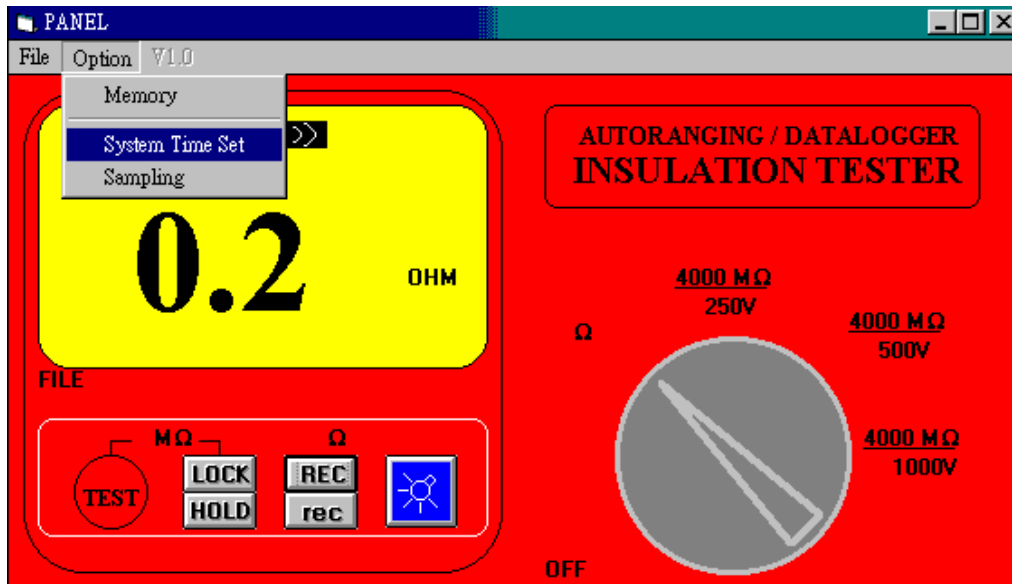 PANEL
File Option V1.0
Memory
System Time Set
Sampling
>>
0.2
OHM
FILE
MΩ
Ω
TEST
LOCK
HOLD
REC
rec
AUTORANGING / DATALOGGER
INSULATION TESTER
Ω
4000 MΩ
250V
4000 MΩ
500V
4000 MΩ
1000V
OFF